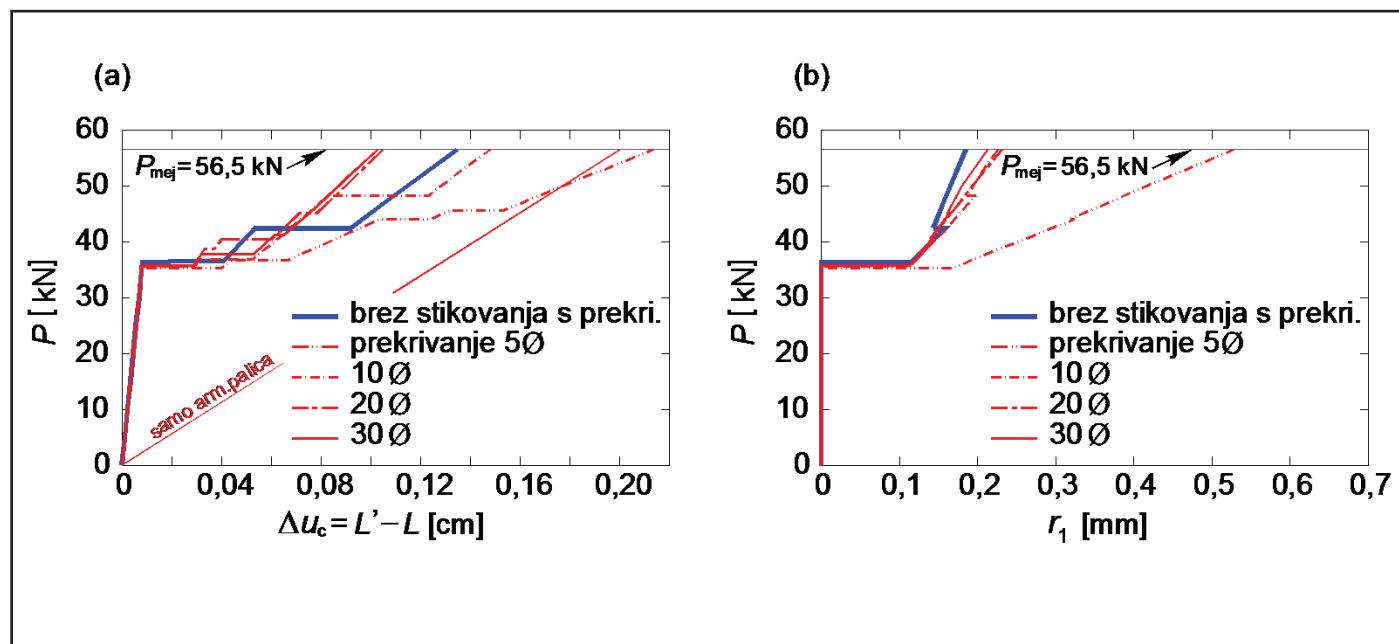 (a)
60
50
40
30
20
10
0
P [ kN]
Pmej = 56,5 kN
brez stikovanja s prekri.
prekrivanje 5Ø
10 Ø
20 Ø
30 Ø
samo arm.palica
0 0,04 0,08 0,12 0,16 0,20
Δuc = L’ − L [cm]
(b)
60
50
40
30
20
10
0
P [ kN]
Pmej = 56,5 kN
brez stikovanja s prekri.
prekrivanje 5Ø
10 Ø
20 Ø
30 Ø
0 0,1 0,2 0,3 0,4 0,5 0,6 0,7
r1 [mm]